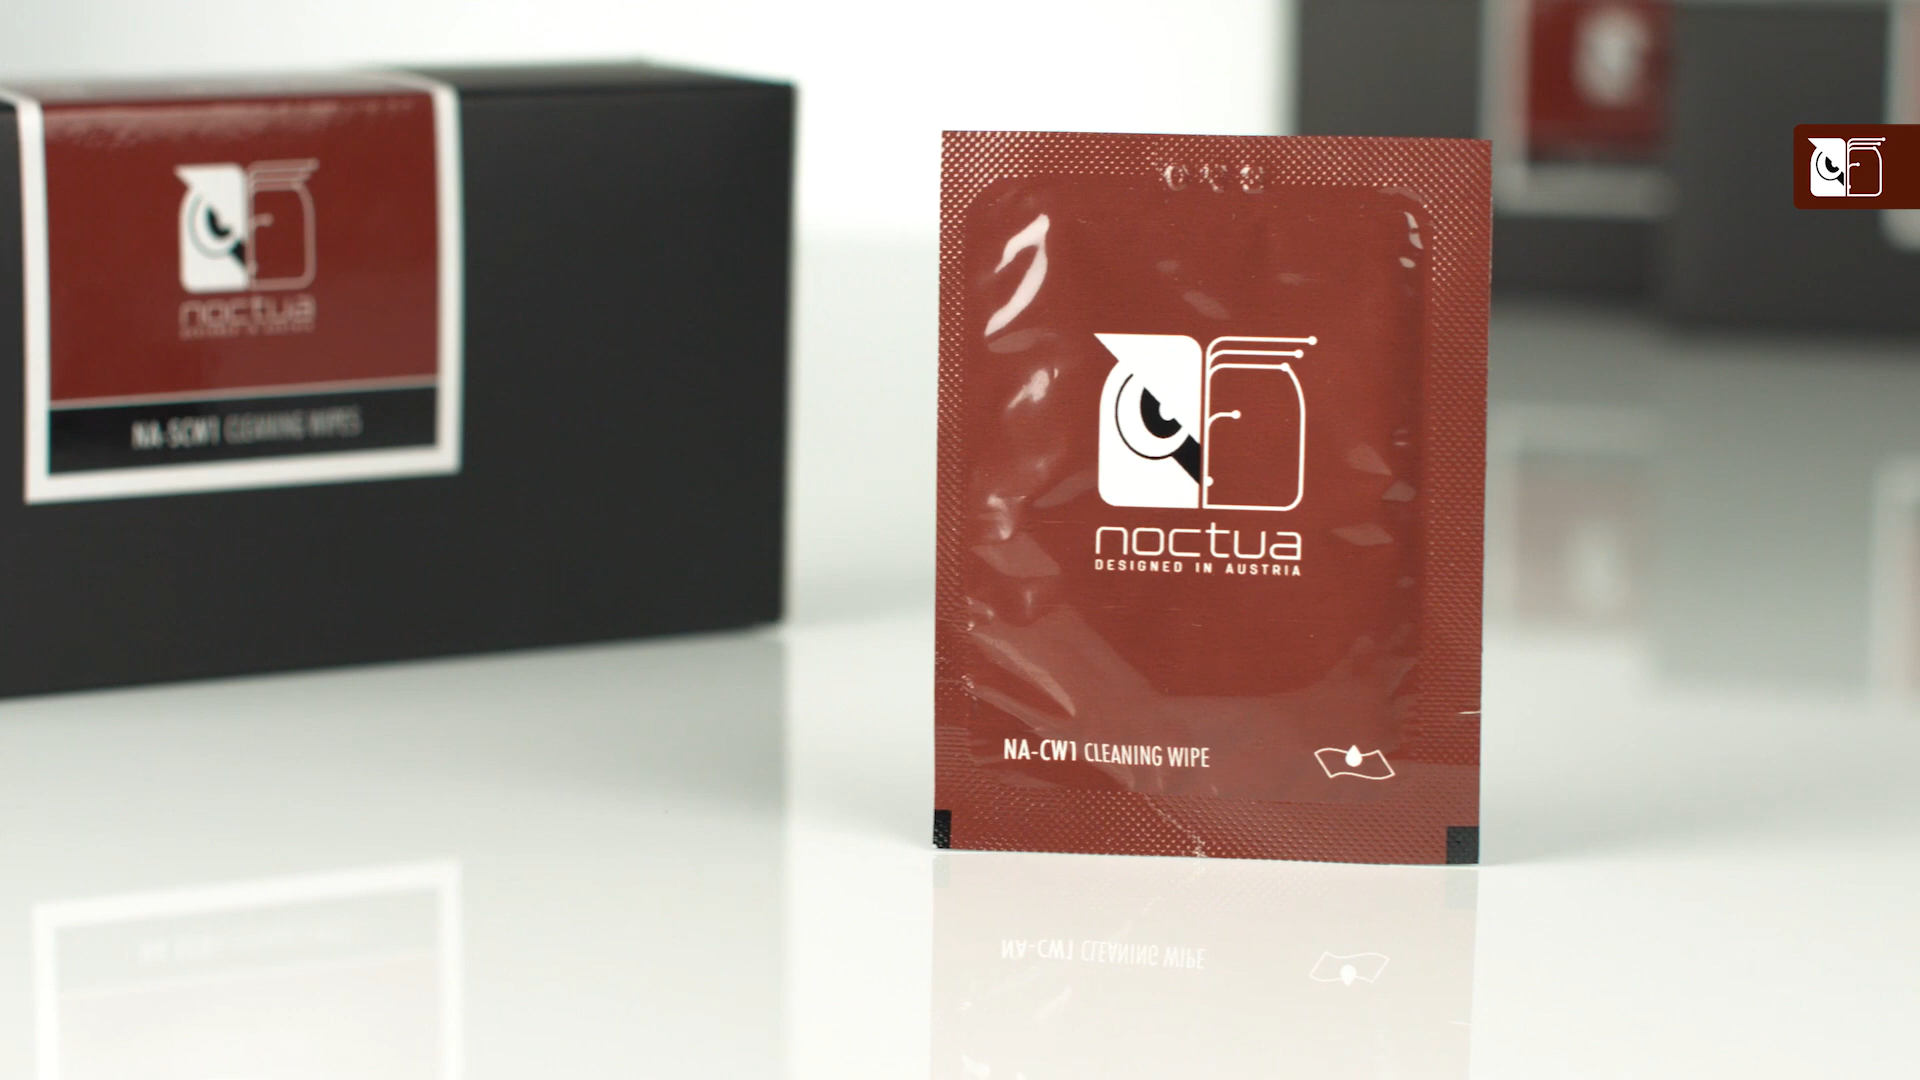 noctua
NA-SCW1 CLEANING WIPES
noctua
DESIGNED IN AUSTRIA
NA-CW1 CLEANING WIPE